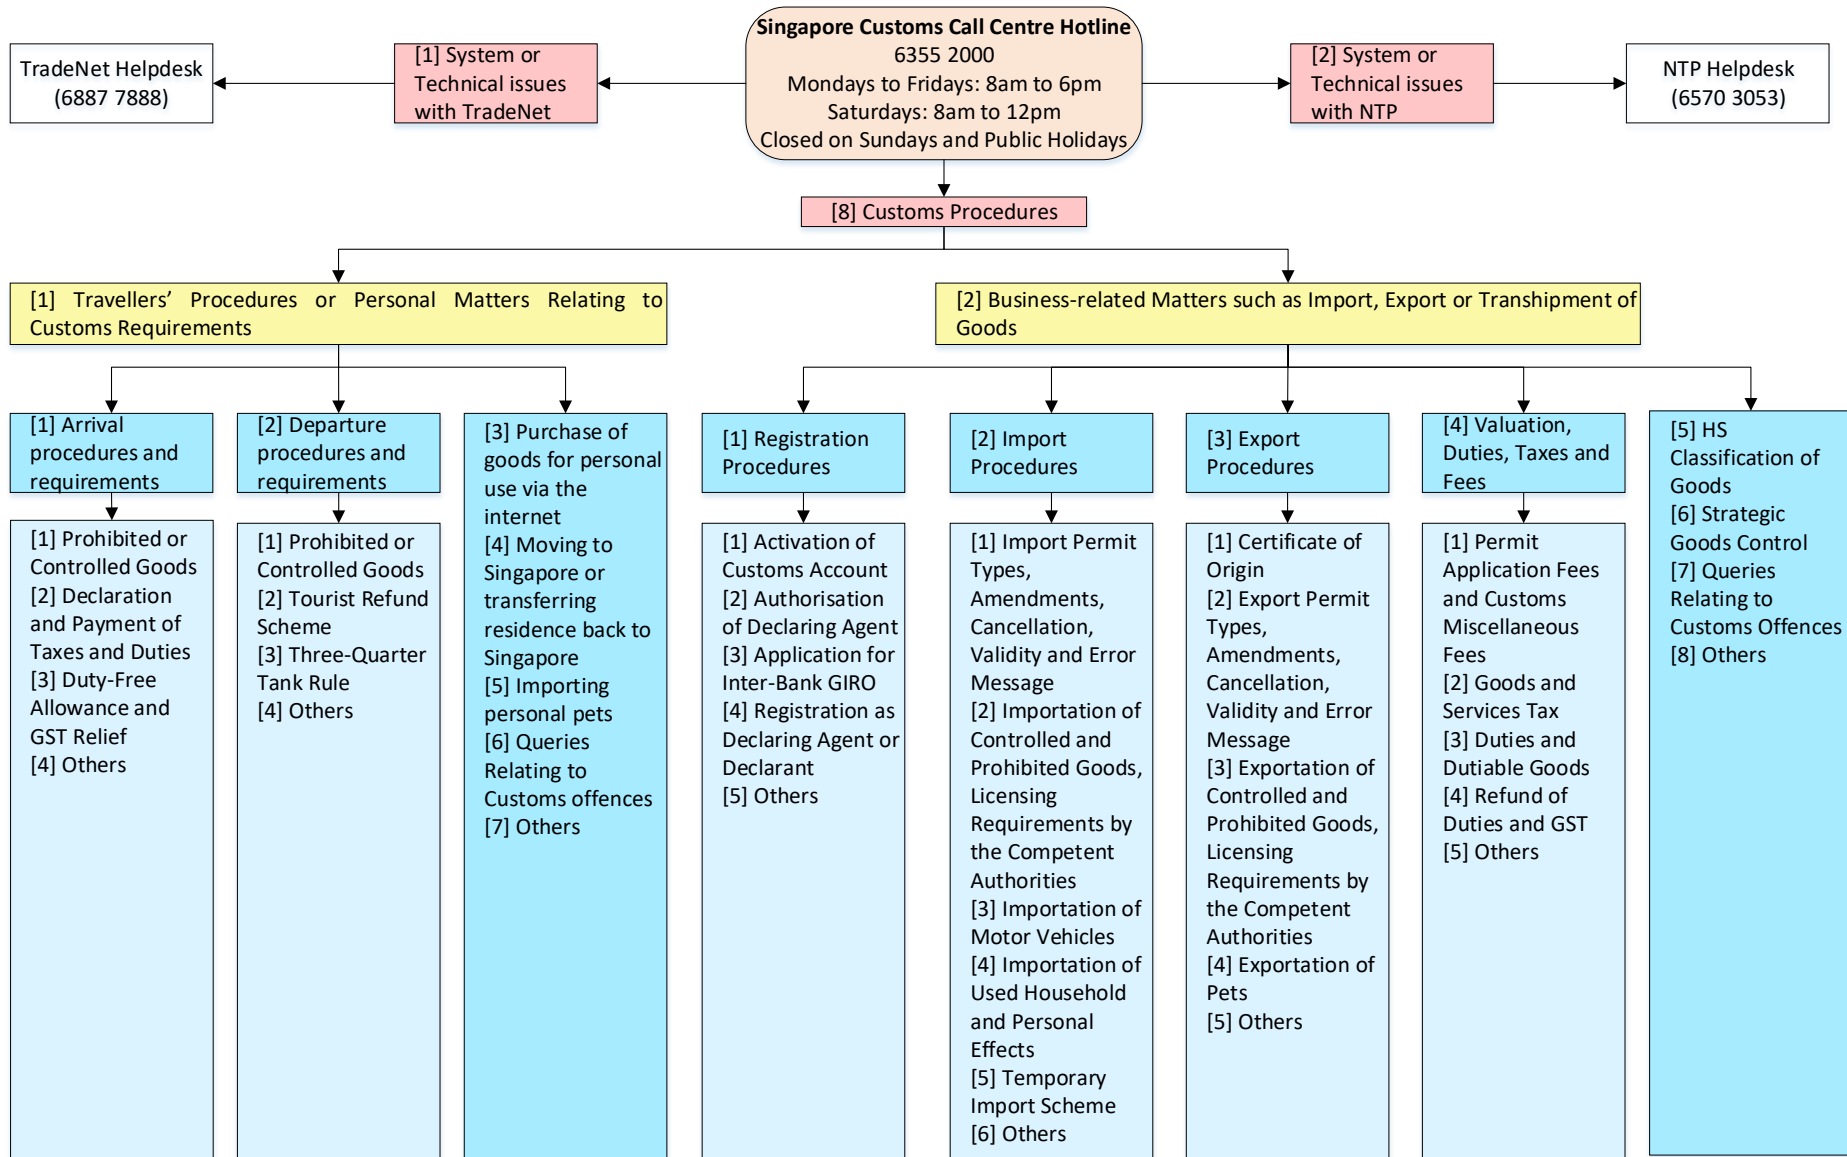 Singapore Customs Call Centre Hotline
6355 2000
Mondays to Fridays: 8am to 6pm
Saturdays: 8am to 12pm
Closed on Sundays and Public Holidays
[1] System or
Technical issues
with TradeNet
TradeNet Helpdesk
(6887 7888)
[2] System or
Technical issues
with NTP
NTP Helpdesk
(6570 3053)
[8] Customs Procedures
[1] Travellers’ Procedures or Personal Matters Relating to
Customs Requirements
[2] Business-related Matters such as Import, Export or Transhipment of
Goods
[1] Arrival
procedures and
requirements
[1] Prohibited or
Controlled Goods
[2] Declaration
and Payment of
Taxes and Duties
[3] Duty-Free
Allowance and
GST Relief
[4] Others
[2] Departure
procedures and
requirements
[1] Prohibited or
Controlled Goods
[2] Tourist Refund
Scheme
[3] Three-Quarter
Tank Rule
[4] Others
[3] Purchase of
goods for personal
use via the
internet
[4] Moving to
Singapore or
transferring
residence back to
Singapore
[5] Importing
personal pets
[6] Queries
Relating to
Customs offences
[7] Others
[1] Registration
Procedures
[1] Activation of
Customs Account
[2] Authorisation
of Declaring Agent
[3] Application for
Inter-Bank GIRO
[4] Registration as
Declaring Agent or
Declarant
[5] Others
[2] Import
Procedures
[1] Import Permit
Types,
Amendments,
Cancellation,
Validity and Error
Message
[2] Importation of
Controlled and
Prohibited Goods,
Licensing
Requirements by
the Competent
Authorities
[3] Importation of
Motor Vehicles
[4] Importation of
Used Household
and Personal
Effects
[5] Temporary
Import Scheme
[6] Others
[3] Export
Procedures
[1] Certificate of
Origin
[2] Export Permit
Types,
Amendments,
Cancellation,
Validity and Error
Message
[3] Exportation of
Controlled and
Prohibited Goods,
Licensing
Requirements by
the Competent
Authorities
[4] Exportation of
Pets
[5] Others
[4] Valuation,
Duties, Taxes and
Fees
[1] Permit
Application Fees
and Customs
Miscellaneous
Fees
[2] Goods and
Services Tax
[3] Duties and
Dutiable Goods
[4] Refund of
Duties and GST
[5] Others
[5] HS
Classification of
Goods
[6] Strategic
Goods Control
[7] Queries
Relating to
Customs Offences
[8] Others